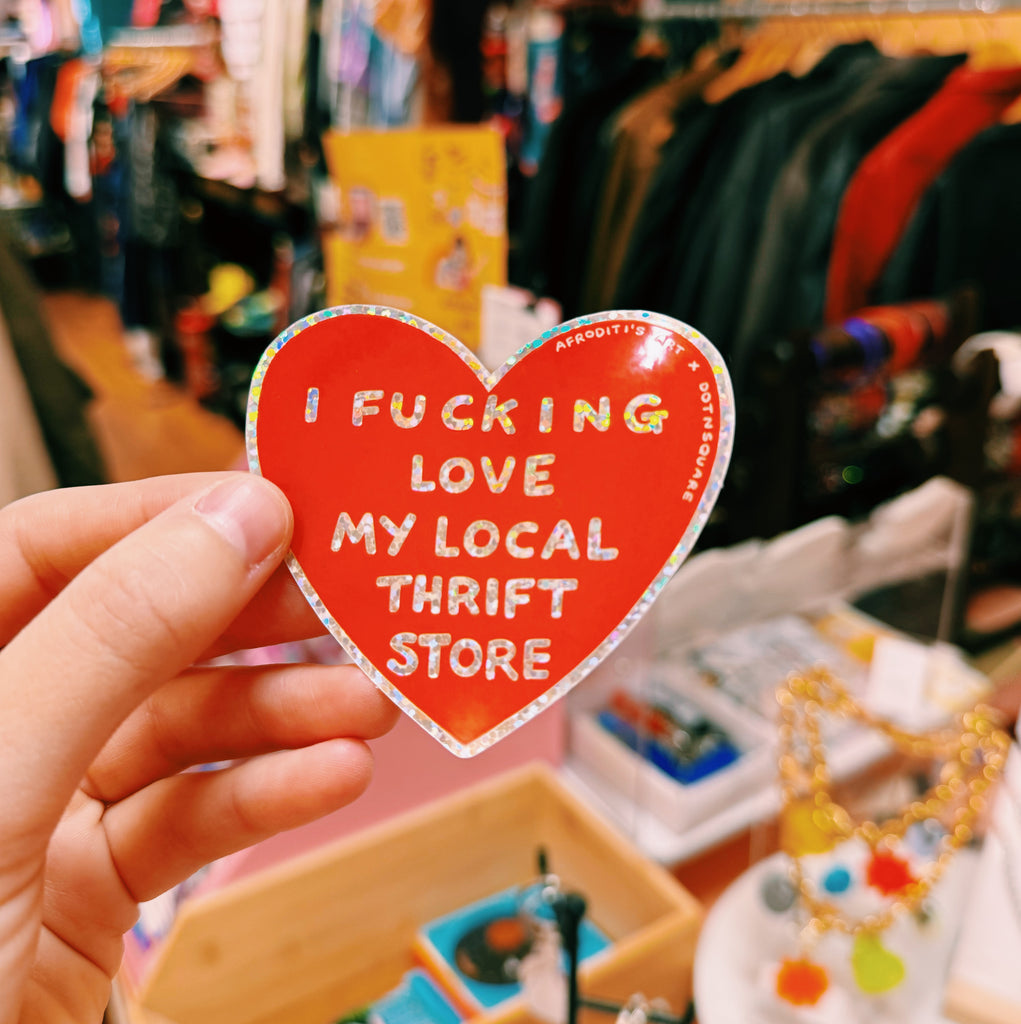 AFRODITI'S ART X DOTNSQUARE
I FUCKING
LOVE
MY LOCAL
THRIFT
STORE